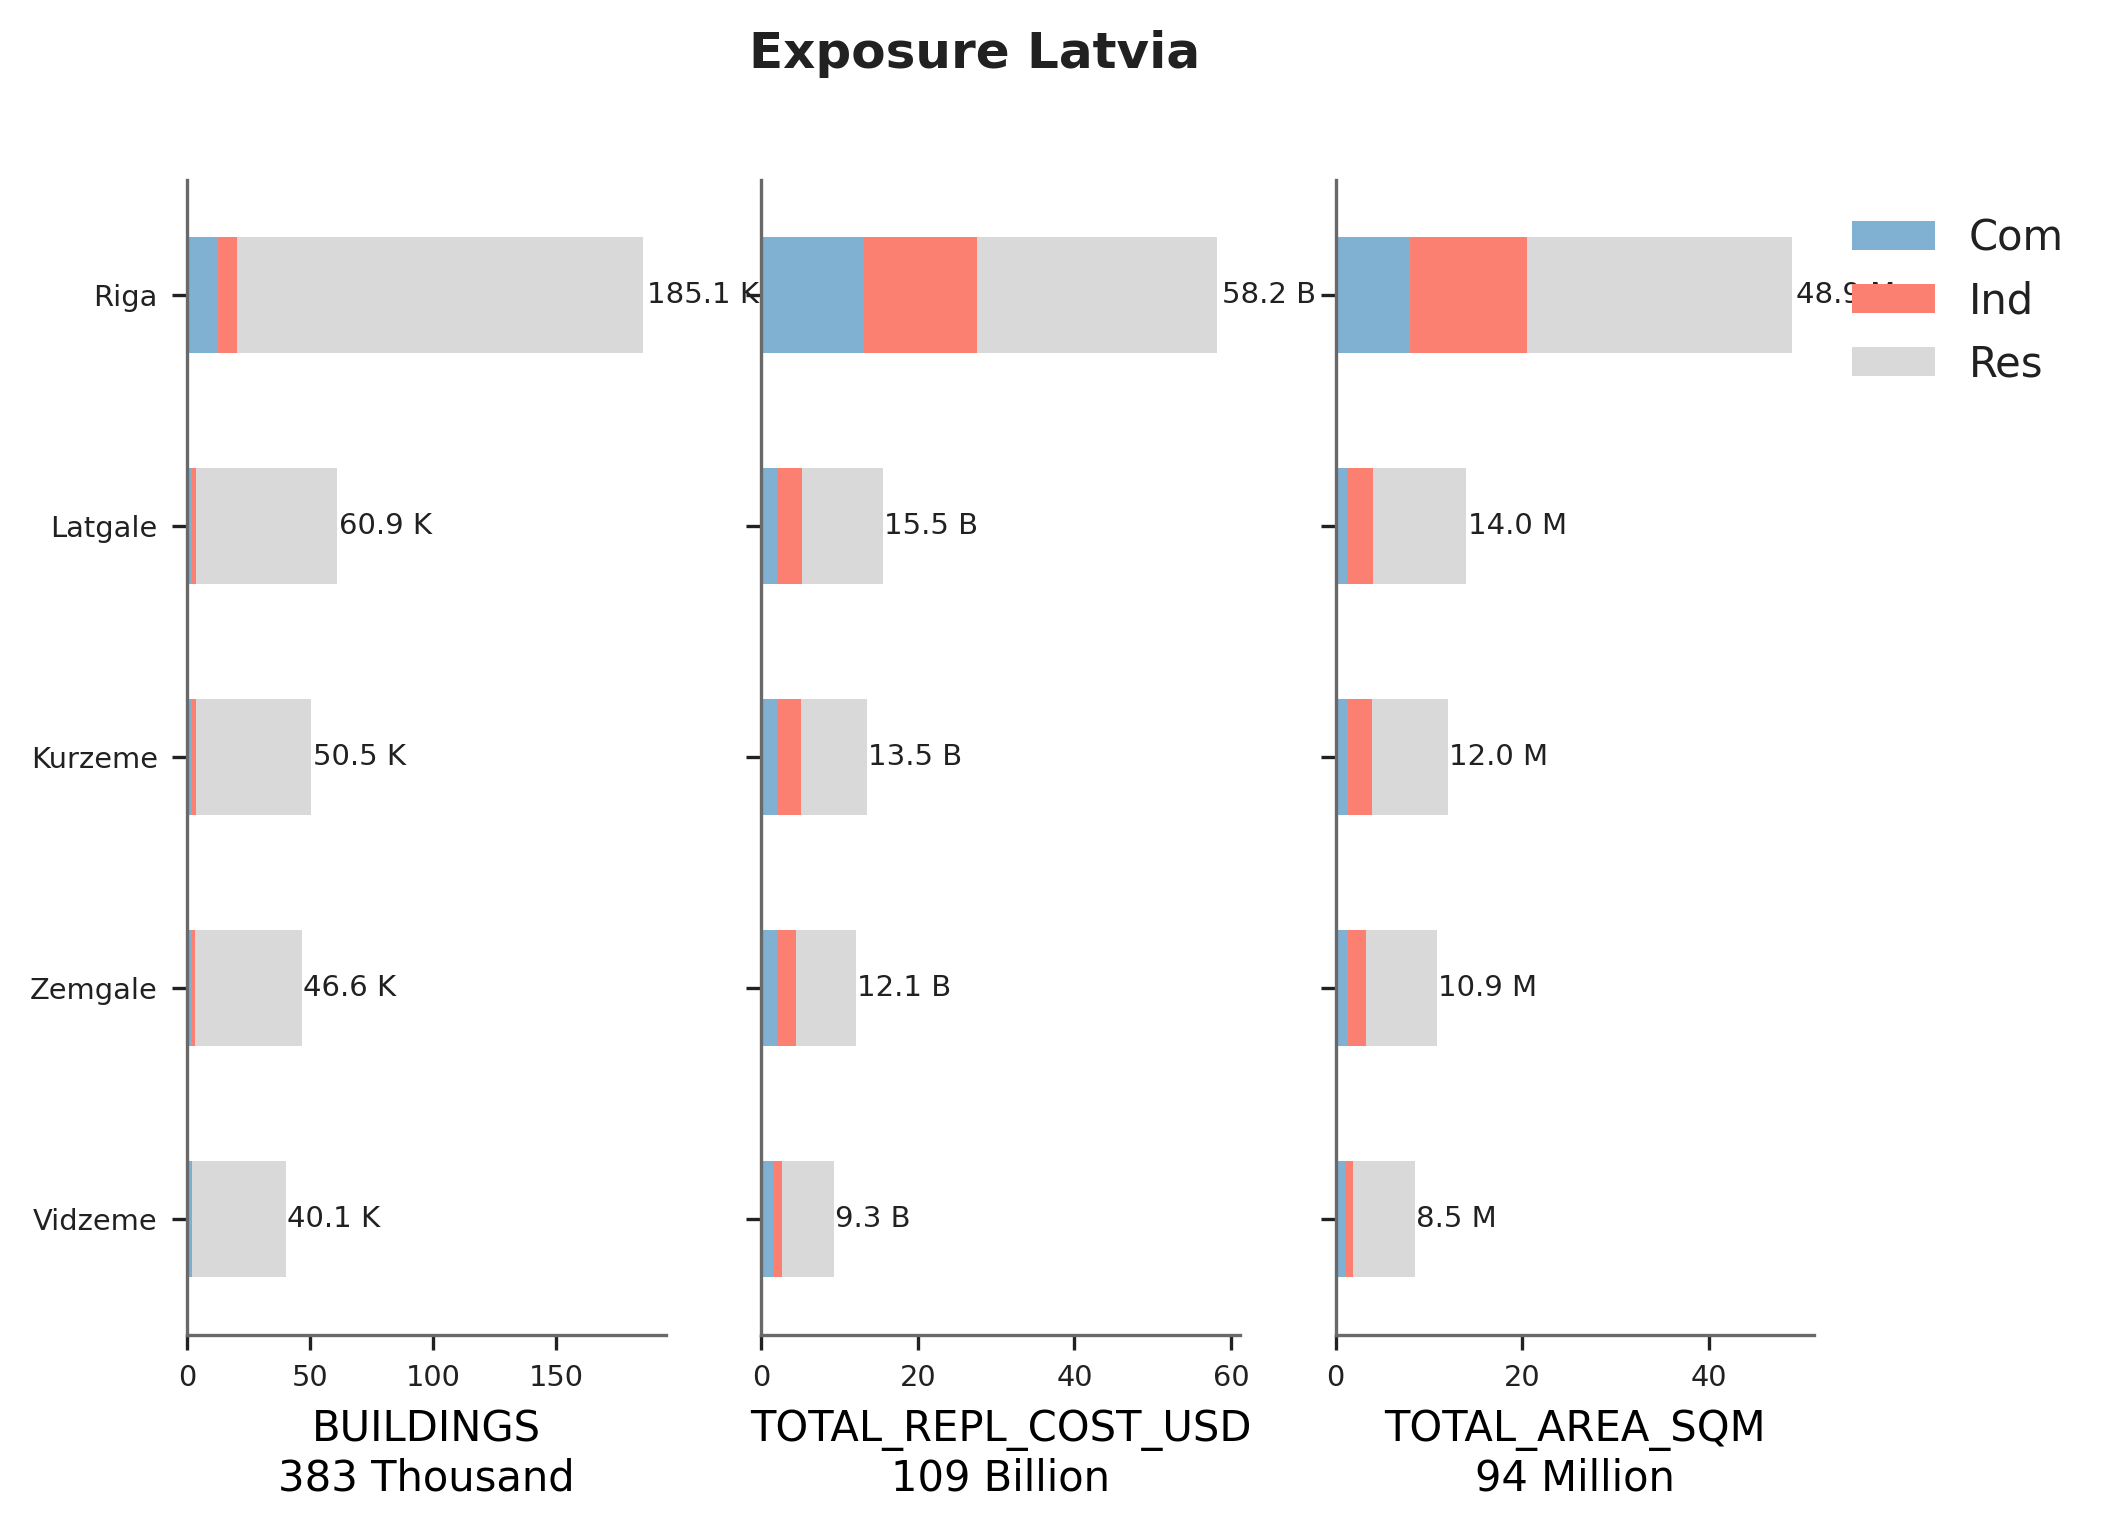 Exposure Latvia
Riga
Latgale
Kurzeme
Zemgale
Vidzeme
185.1 K
60.9 K
50.5 K
46.6 K
40.1 K
0 50 100 150
BUILDINGS
383 Thousand
58.2 B
15.5 B
13.5 B
12.1 B
9.3 B
0 20 40 60
TOTAL_REPL_COST_USD
109 Billion
48.9 M
14.0 M
12.0 M
10.9 M
8.5 M
0 20 40
TOTAL_AREA_SQM
94 Million
Com
Ind
Res